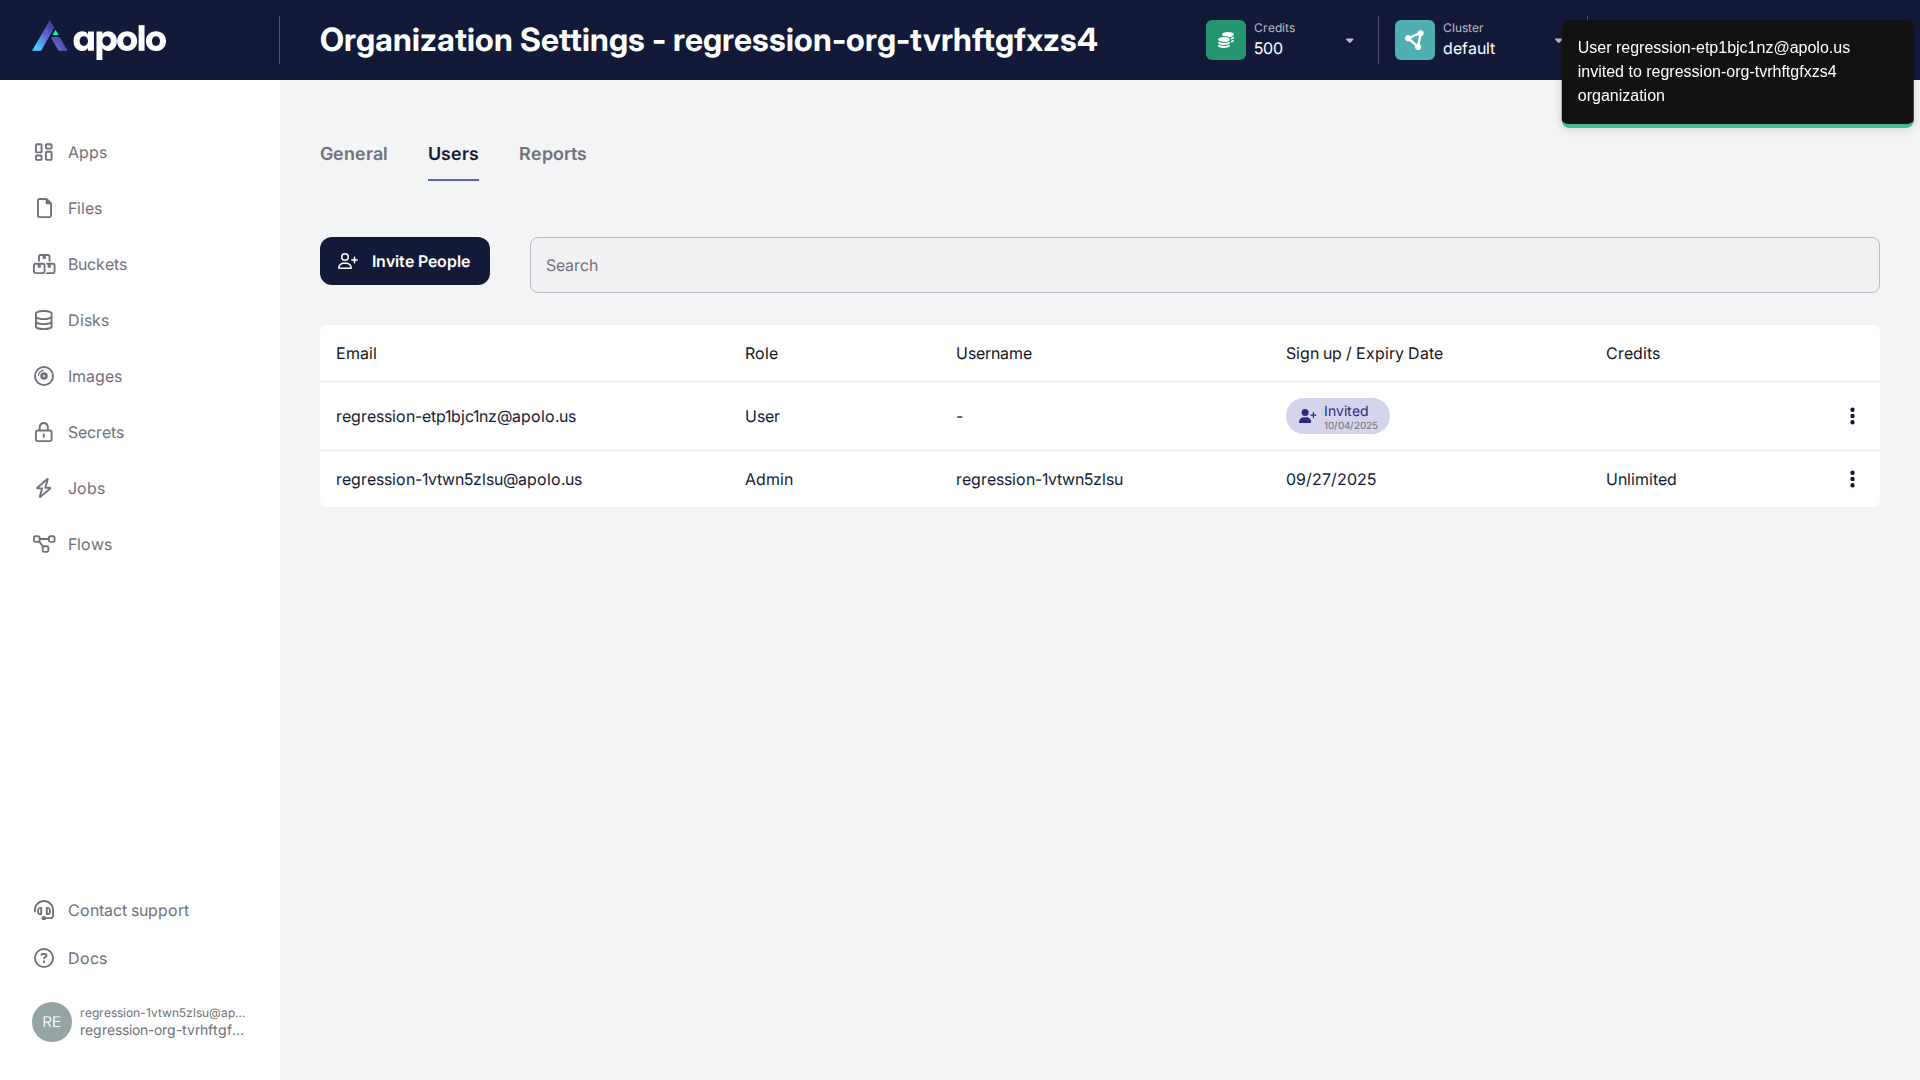 apolo
Organization Settings - regression-org-tvrhftgfxzs4
Credits
500
Cluster
default
User regression-etp1bjc1nz@apolo.us
invited to regression-org-tvrhftgfxzs4
organization
Apps
Files
Buckets
Disks
Images
Secrets
Jobs
Flows
Contact support
Docs
RE
regression-1vtwn5zlsu@ap...
regression-org-tvrhftgf...
General
Users
Reports
Invite People
Search
Email
Role
Username
Sign up / Expiry Date
Credits
regression-etp1bjc1nz@apolo.us
User
-
Invited
10/04/2025
regression-1vtwn5zlsu@apolo.us
Admin
regression-1vtwn5zlsu
09/27/2025
Unlimited